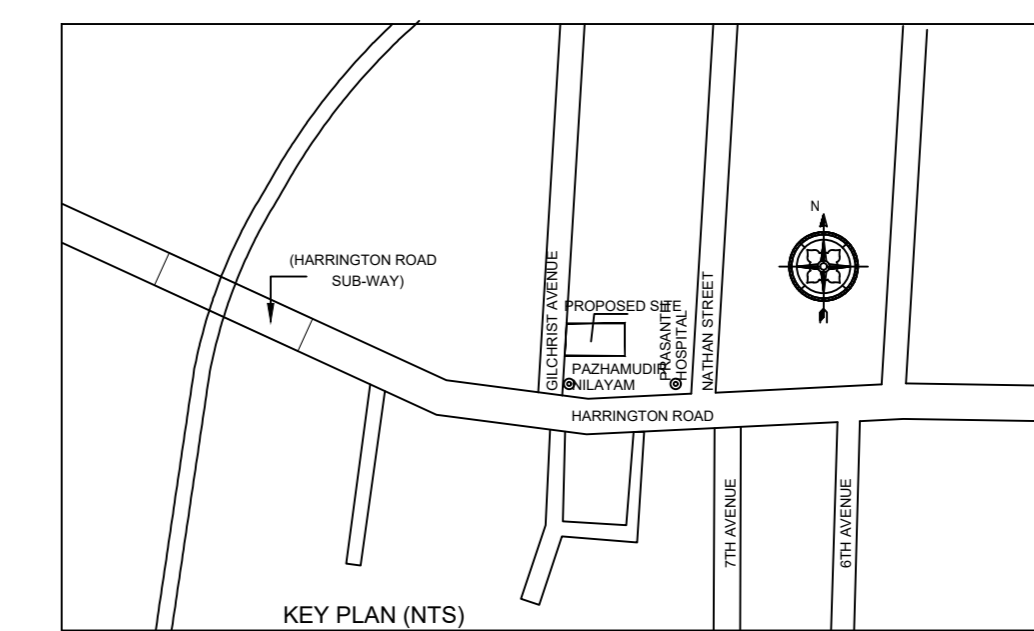 N
(HARRINGTON ROAD
SUB-WAY)
GILCHRIST AVENUE
PROPOSED SITE
PRASANTH
HOSPITAL
NATHAN STREET
PAZHAMUDIR
NILAYAM
HARRINGTON ROAD
7TH AVENUE
6TH AVENUE
KEY PLAN (NTS)